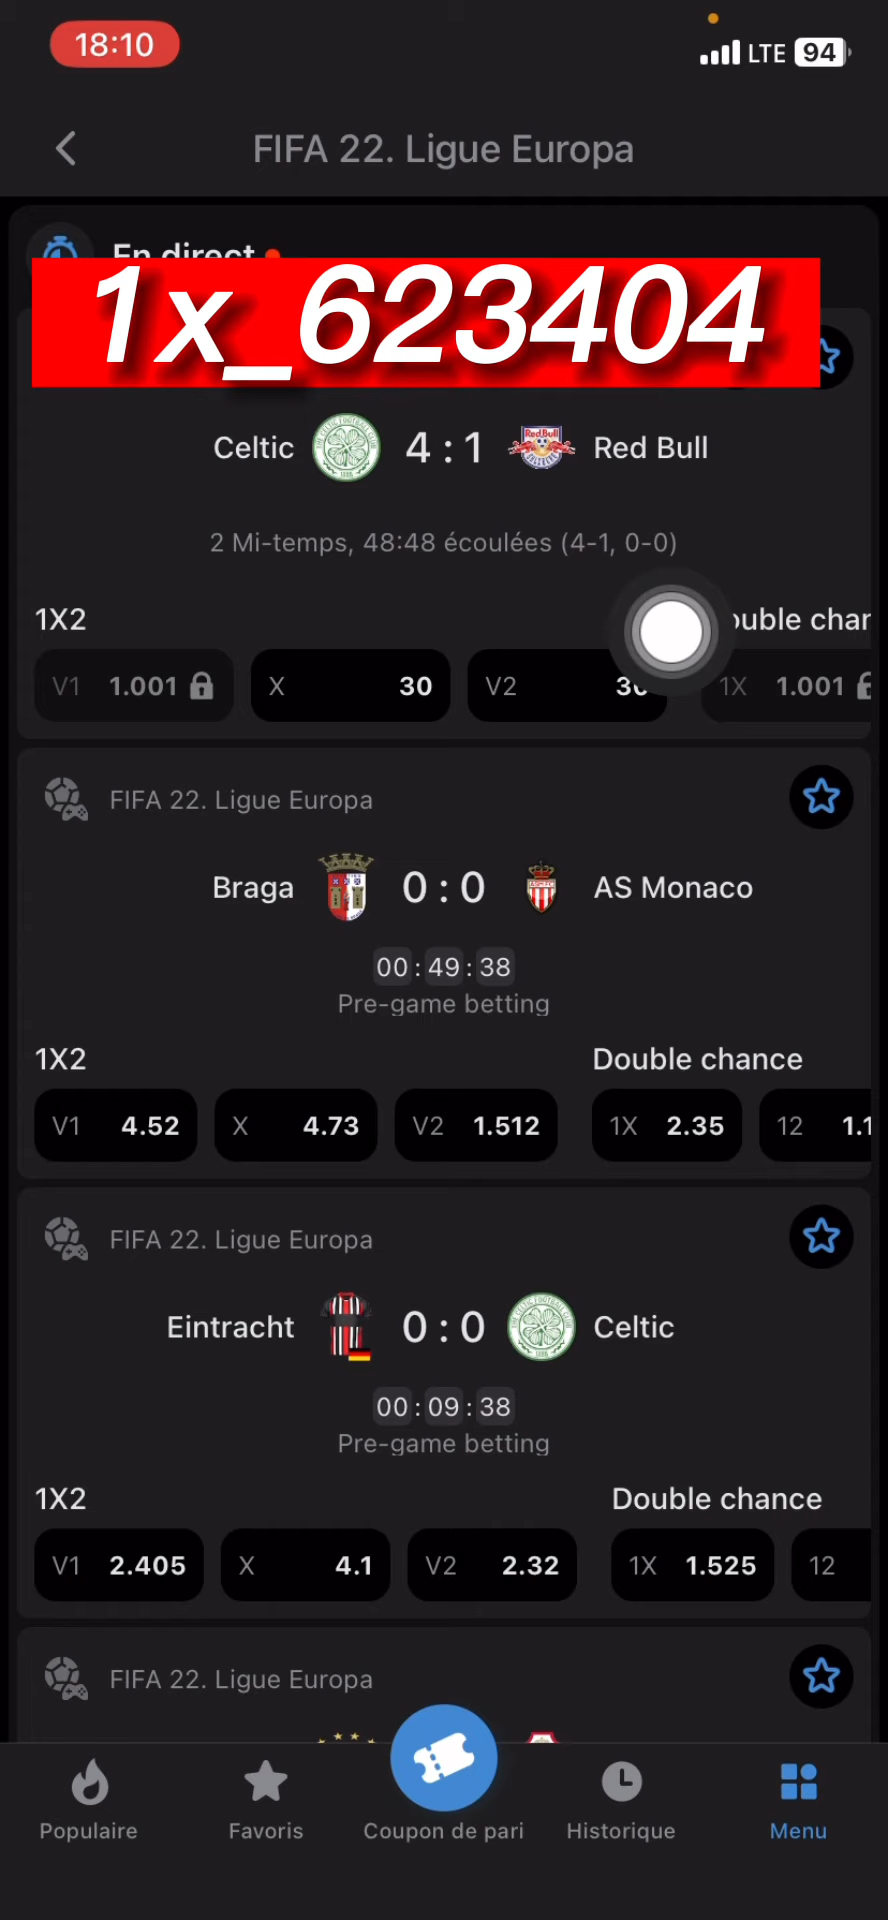 18:10
LTE 94
FIFA 22. Ligue Europa
En direct
1x_623404
Celtic 4 : 1 Red Bull
2 Mi-temps, 48:48 écoulées (4-1, 0-0)
1X2
V1 1.001 X 30 V2 30 1X 1.001
FIFA 22. Ligue Europa
Braga 0 : 0 AS Monaco
00 : 49 : 38
Pre-game betting
1X2 Double chance
V1 4.52 X 4.73 V2 1.512 1X 2.35 12
FIFA 22. Ligue Europa
Eintracht 0 : 0 Celtic
00 : 09 : 38
Pre-game betting
1X2 Double chance
V1 2.405 X 4.1 V2 2.32 1X 1.525 12
FIFA 22. Ligue Europa
Populaire Favoris Coupon de pari Historique Menu